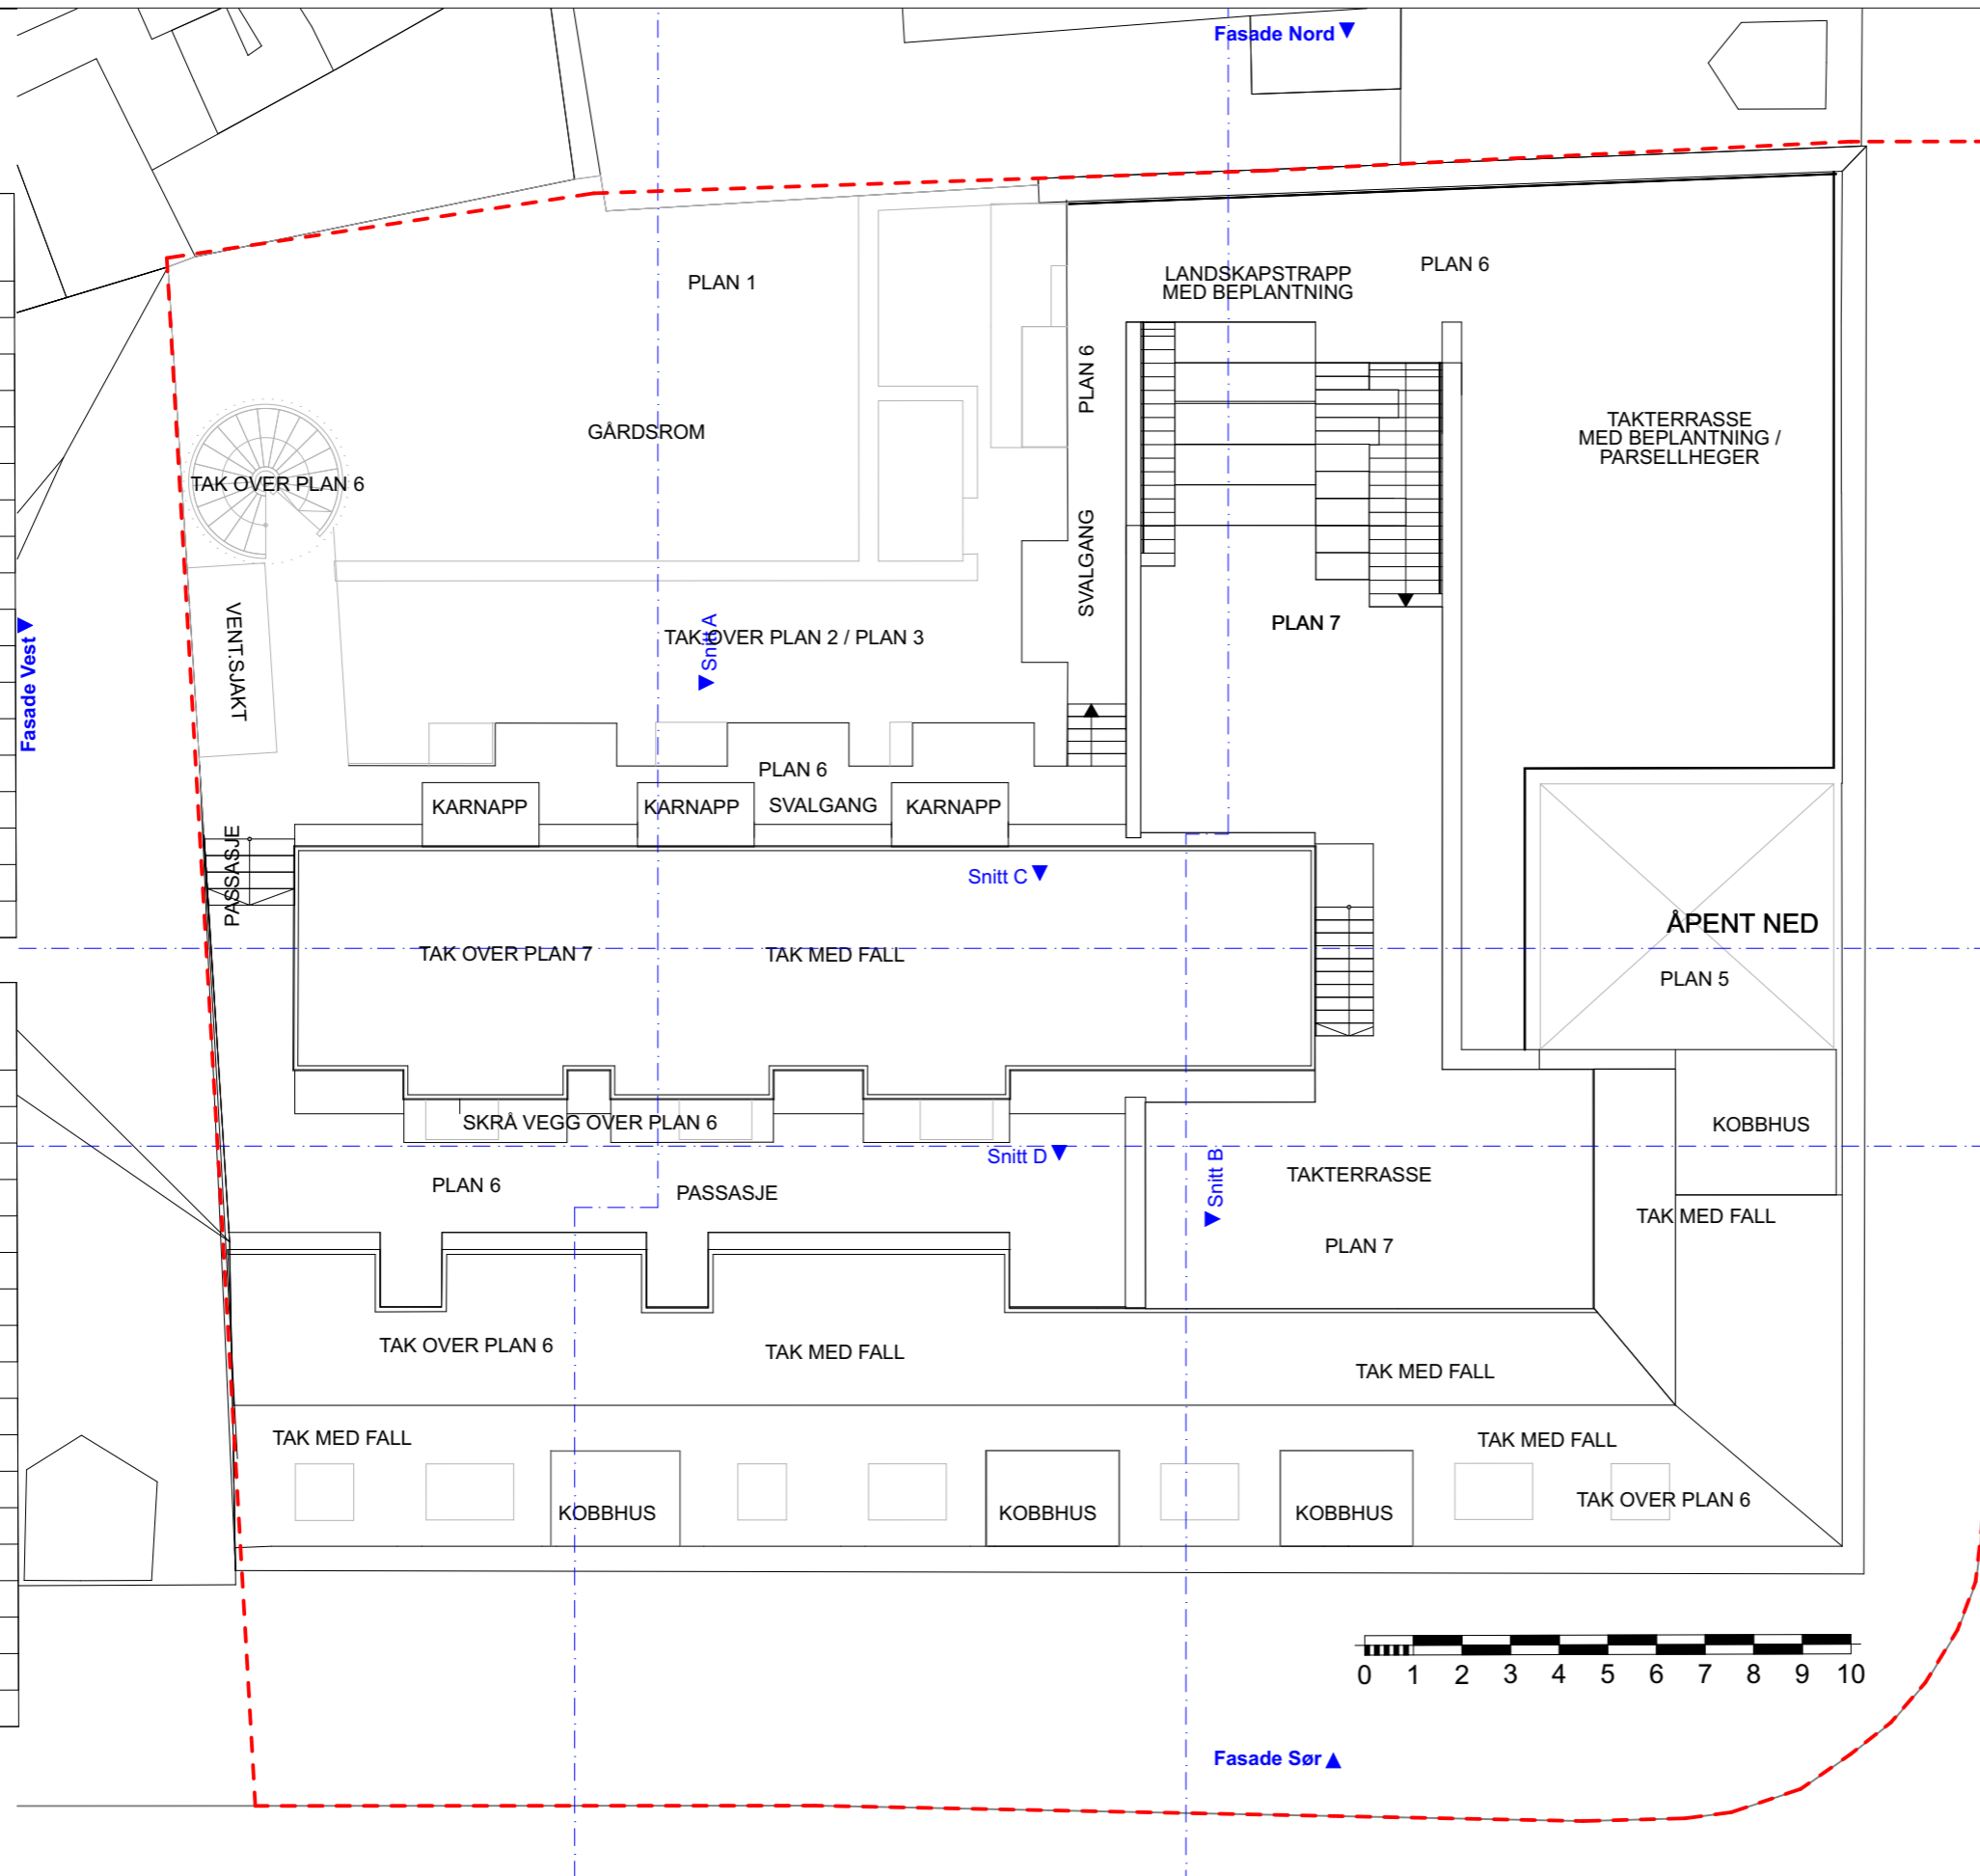 Fasade Nord
PLAN 1
LANDSKAPSTRAPP
MED BEPLANTNING
PLAN 6
PLAN 6
GÅRDSROM
TAKTERRASSE
MED BEPLANTNING /
PARSELLHEGER
TAK OVER PLAN 6
SVALGANG
VENT.SJAKT
Fasade Vest
TAK OVER PLAN 2 / PLAN 3
Snitt A
PLAN 7
PLAN 6
KARNAPP
KARNAPP
SVALGANG
KARNAPP
PASSASJE
Snitt C
ÅPENT NED
TAK OVER PLAN 7
TAK MED FALL
PLAN 5
SKRÅ VEGG OVER PLAN 6
KOBBHUS
Snitt D
PLAN 6
PASSASJE
Snitt B
TAKTERRASSE
TAK MED FALL
PLAN 7
TAK OVER PLAN 6
TAK MED FALL
TAK MED FALL
TAK MED FALL
TAK MED FALL
TAK OVER PLAN 6
KOBBHUS
KOBBHUS
KOBBHUS
0 1 2 3 4 5 6 7 8 9 10
Fasade Sør